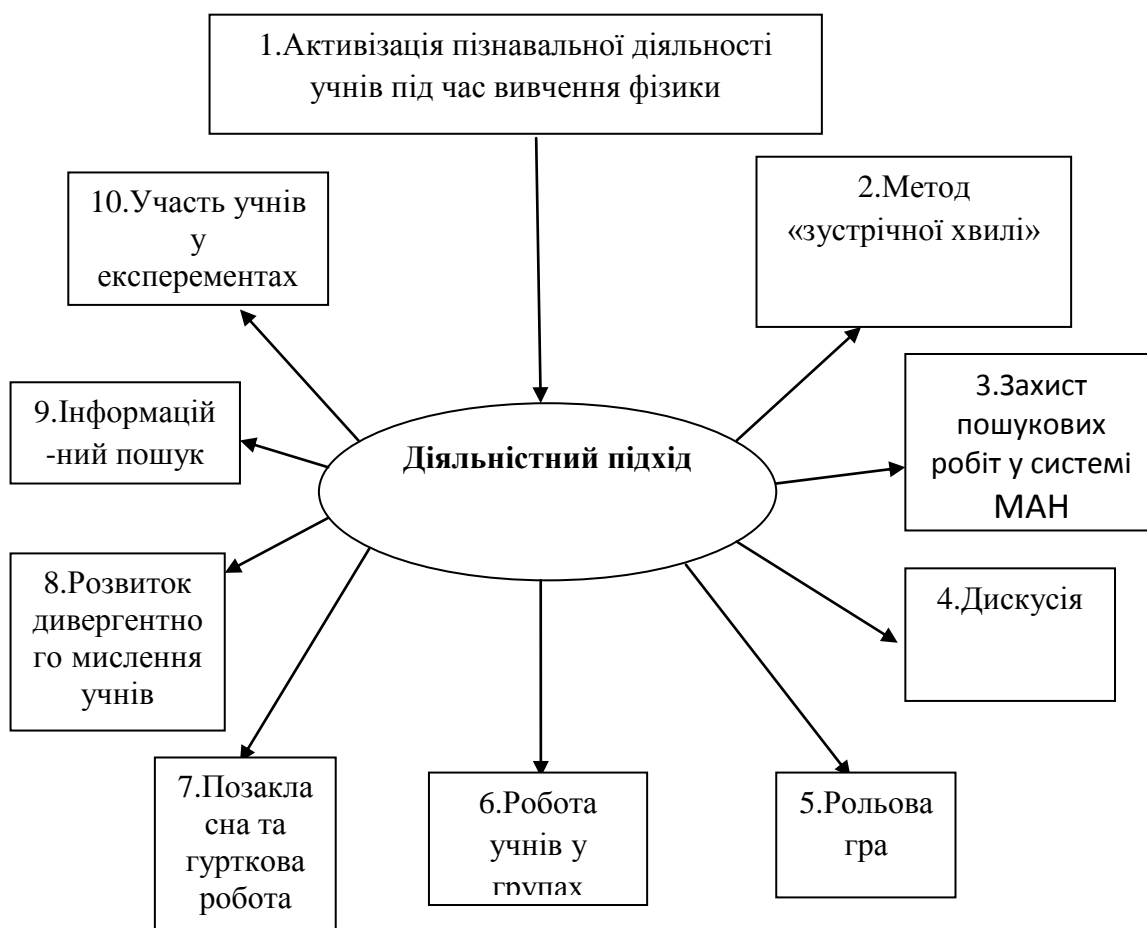 1.Активізація пізнавальної діяльності
учнів під час вивчення фізики
10.Участь учнів
у
експерементах
2.Метод
«зустрічної хвилі»
3.Захист
пошукових
робіт у системі
МАН
9.Інформацій
-ний пошук
Діяльністний підхід
8.Розвиток
дивергентно
го мислення
учнів
4.Дискусія
7.Позакла
сна та
гурткова
робота
6.Робота
учнів у
групах
5.Рольова
гра